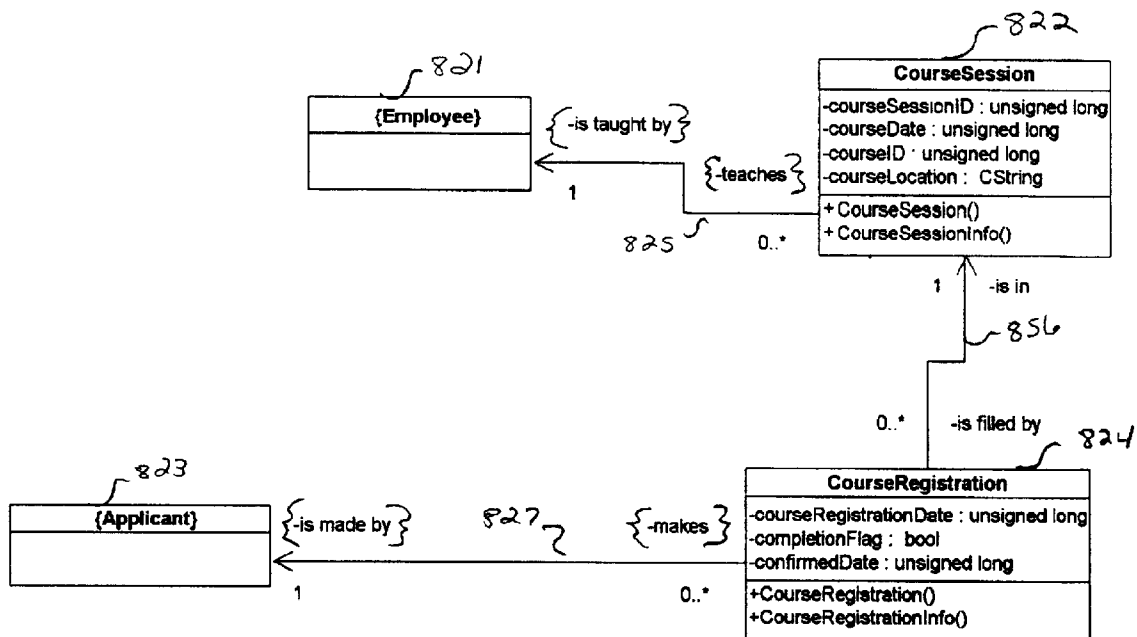 822
821
CourseSession
{Employee}
-courseSessionID : unsigned long
{-is taught by}
-courseDate : unsigned long
-courseID : unsigned long
{-teaches}
-courseLocation : CString
1
+ CourseSession()
825
0..*
+ CourseSessionInfo()
1
-is in
856
0..*
-is filled by
824
823
CourseRegistration
{Applicant}
{-is made by}
827
{-makes}
-courseRegistrationDate : unsigned long
-completionFlag : bool
-confirmedDate : unsigned long
1
0..*
+CourseRegistration()
+CourseRegistrationInfo()